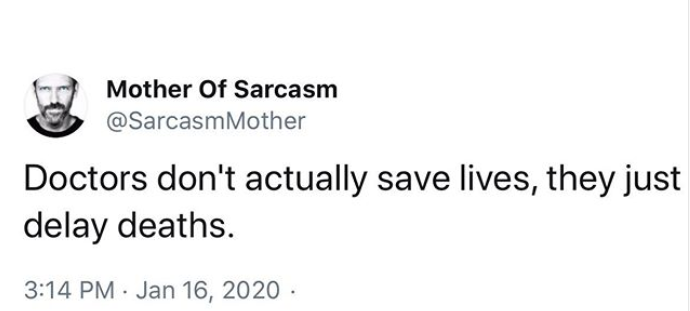 Mother Of Sarcasm
@SarcasmMother
Doctors don't actually save lives, they just
delay deaths.
3:14 PM · Jan 16, 2020 ·